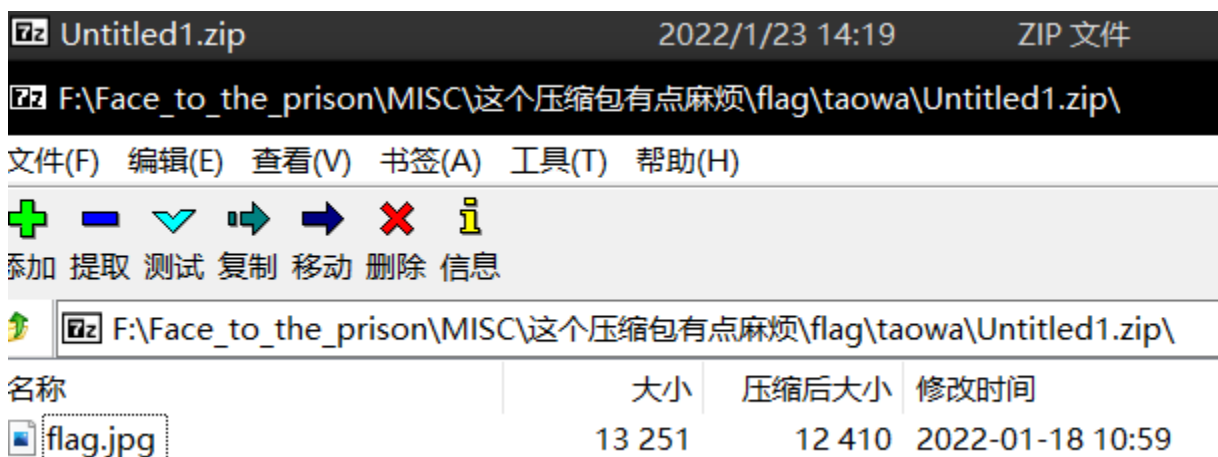 Untitled1.zip 2022/1/23 14:19 ZIP 文件
F:\Face_to_the_prison\MISC\这个压缩包有点麻烦\flag\taowa\Untitled1.zip\
文件(F) 编辑(E) 查看(V) 书签(A) 工具(T) 帮助(H)
添加 提取 测试 复制 移动 删除 信息
F:\Face_to_the_prison\MISC\这个压缩包有点麻烦\flag\taowa\Untitled1.zip\
名称 大小 压缩后大小 修改时间
flag.jpg 13 251 12 410 2022-01-18 10:59